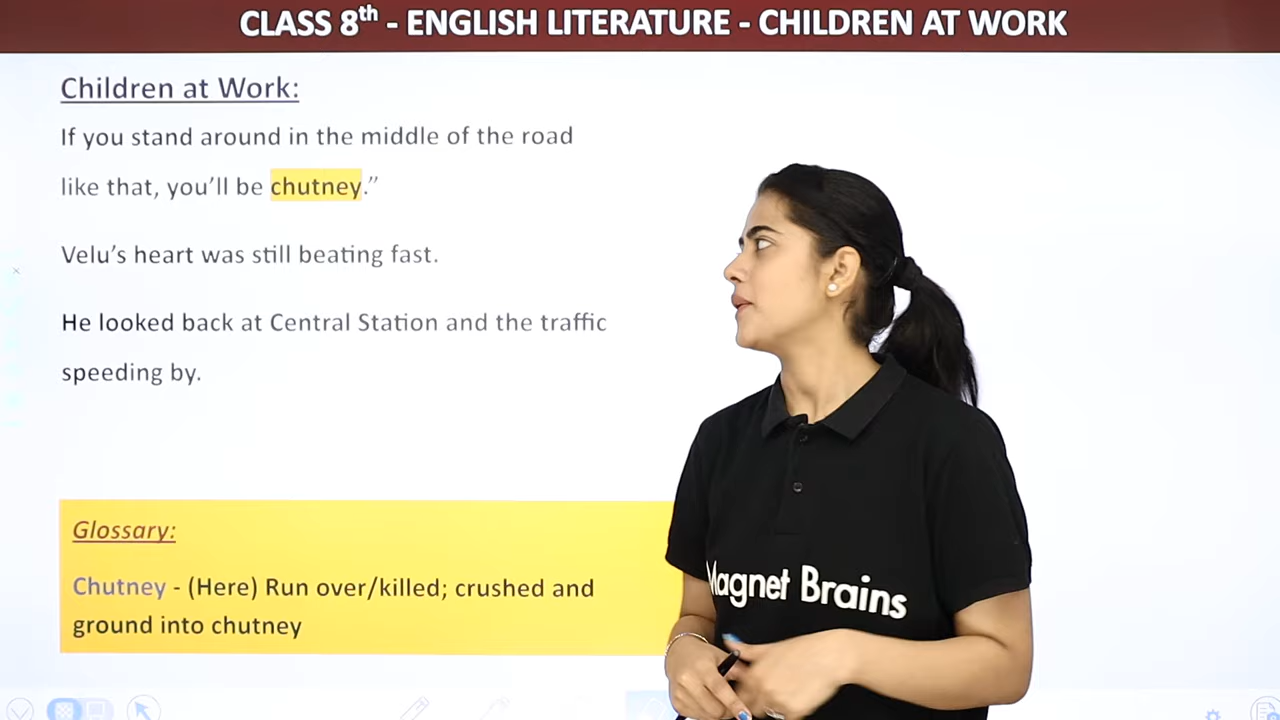 CLASS 8th - ENGLISH LITERATURE - CHILDREN AT WORK
Children at Work:
If you stand around in the middle of the road
like that, you’ll be chutney.”
Velu’s heart was still beating fast.
He looked back at Central Station and the traffic
speeding by.
Glossary:
Chutney - (Here) Run over/killed; crushed and
ground into chutney
Magnet Brains